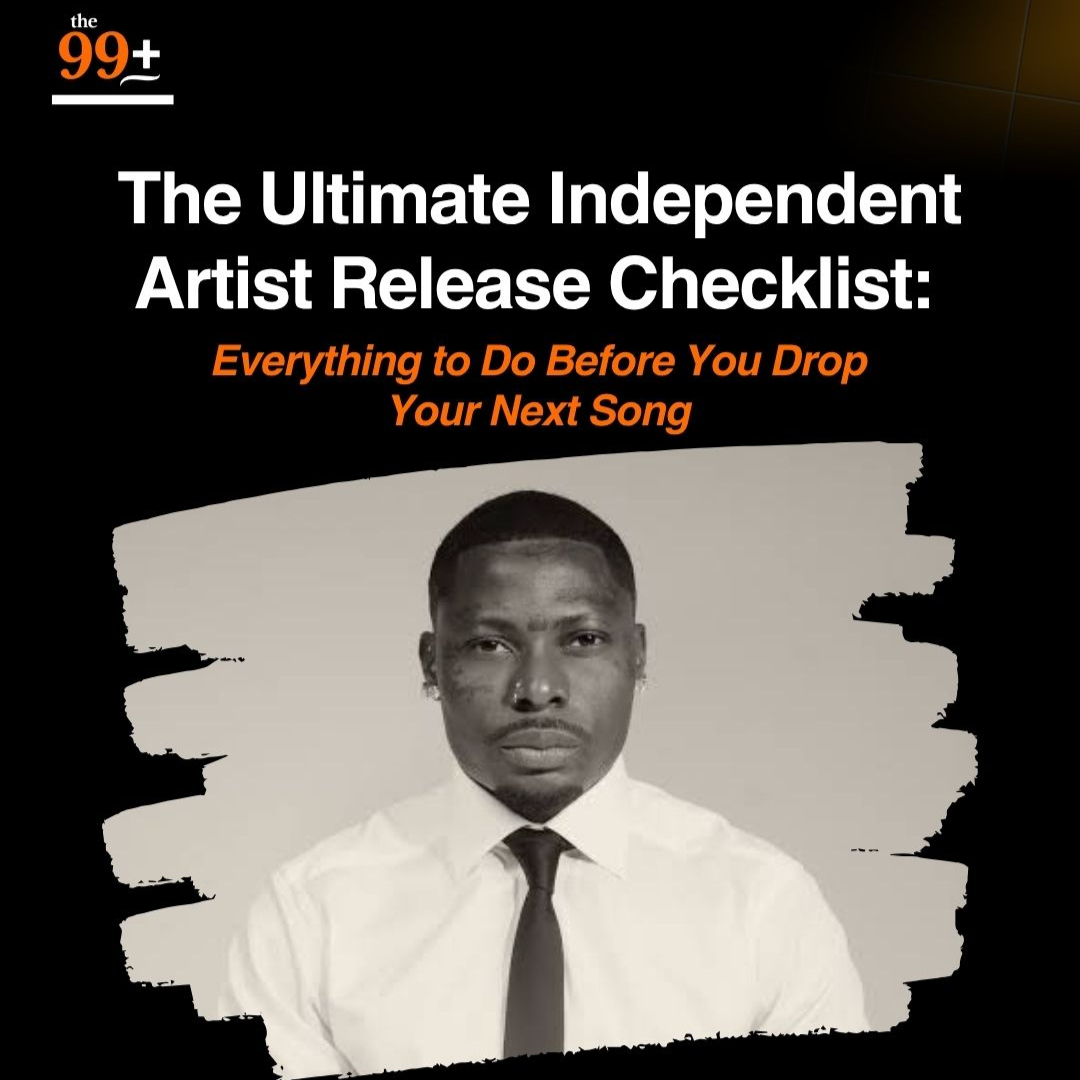 the
99+
The Ultimate Independent
Artist Release Checklist:
Everything to Do Before You Drop
Your Next Song